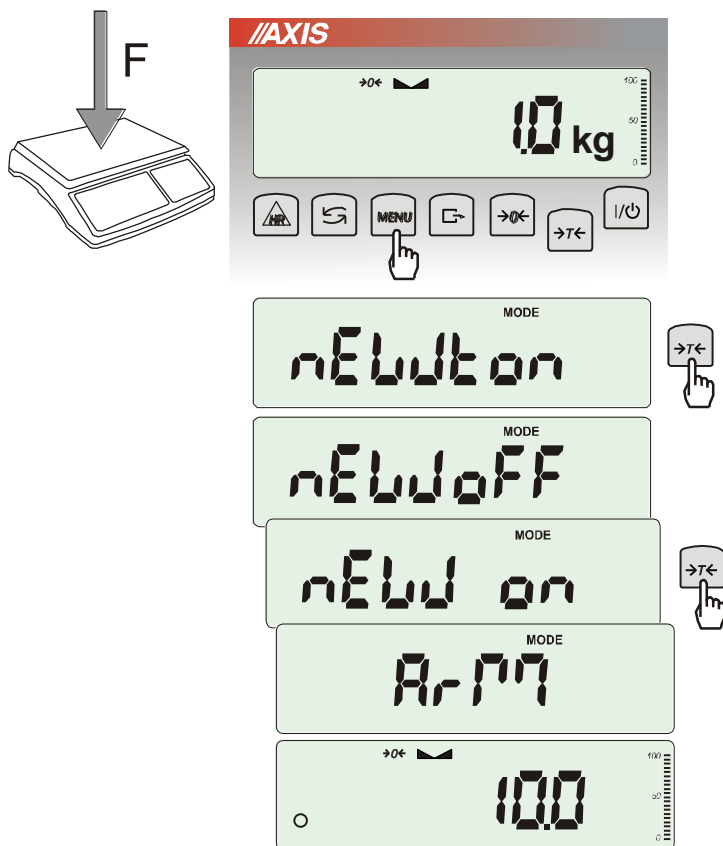 F
//AXIS
→0← 100
50
1.0 kg
0
HR MENU →0← →T← I/⏻
MODE
nEWton
→T←
MODE
nEWoFF
MODE
nEW on
→T←
MODE
ArM
→0← 100
50
10.0
0